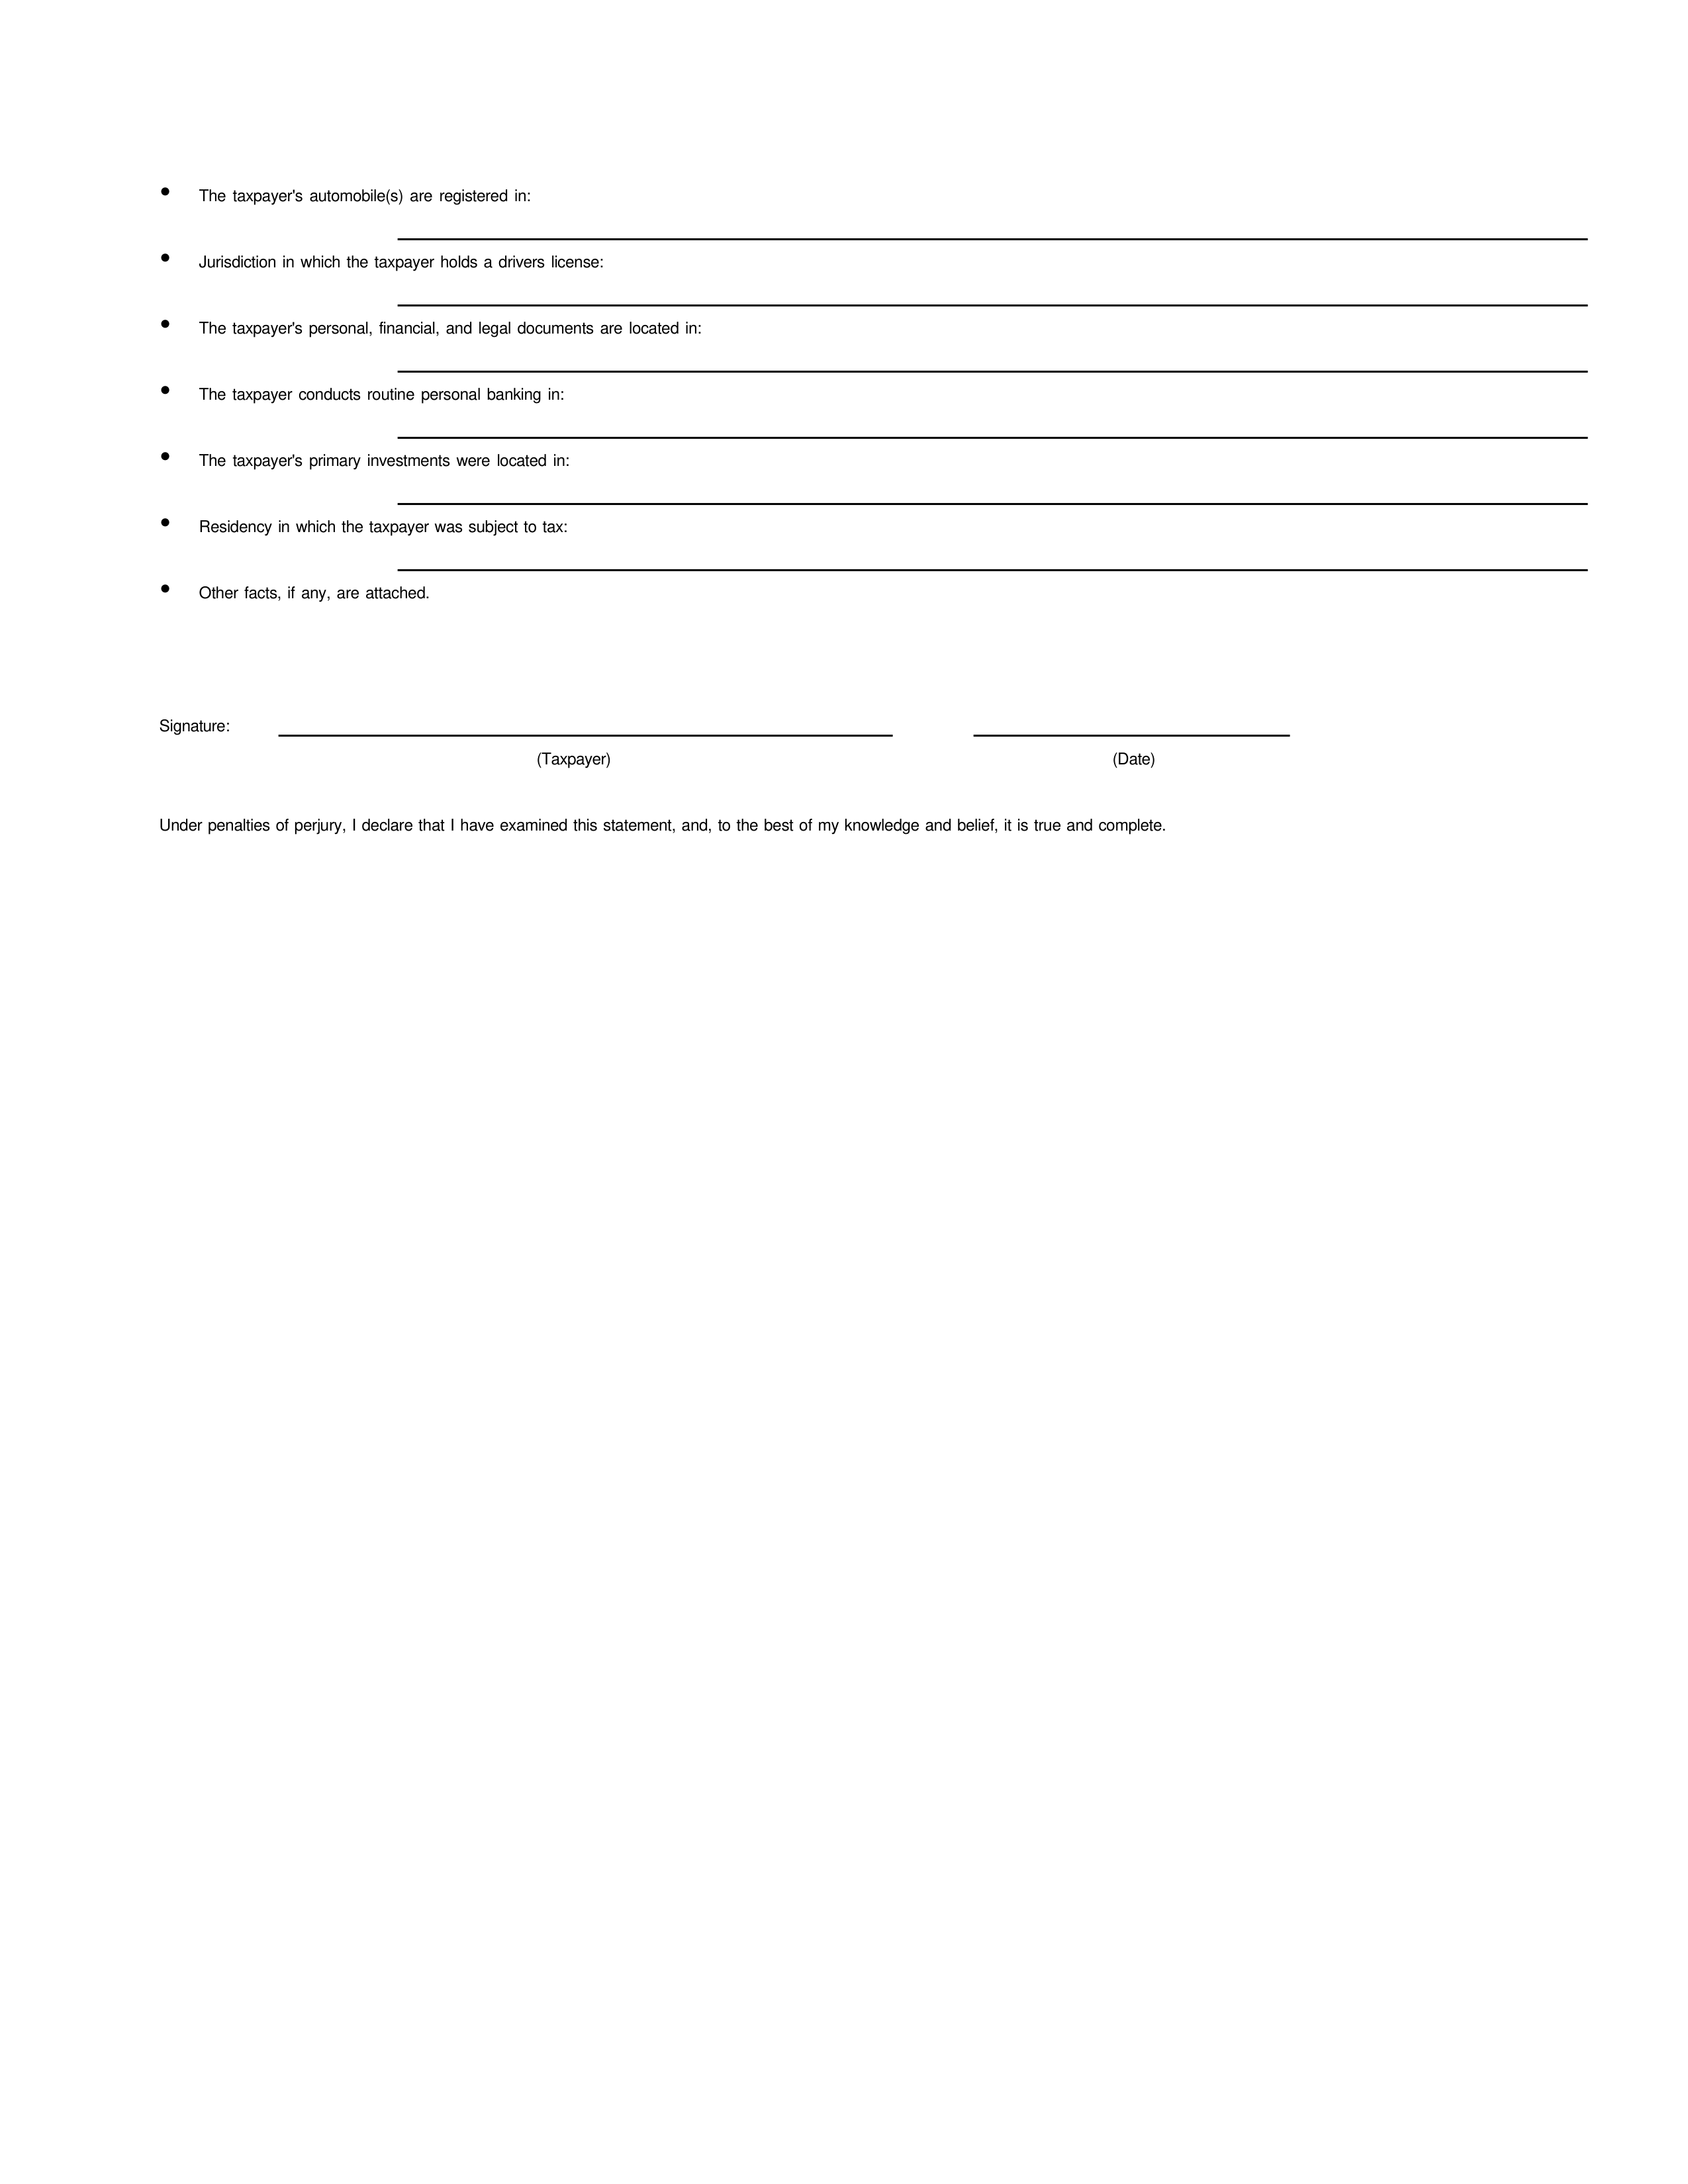 • The taxpayer's automobile(s) are registered in:
• Jurisdiction in which the taxpayer holds a drivers license:
• The taxpayer's personal, financial, and legal documents are located in:
• The taxpayer conducts routine personal banking in:
• The taxpayer's primary investments were located in:
• Residency in which the taxpayer was subject to tax:
• Other facts, if any, are attached.
Signature:
(Taxpayer) (Date)
Under penalties of perjury, I declare that I have examined this statement, and, to the best of my knowledge and belief, it is true and complete.